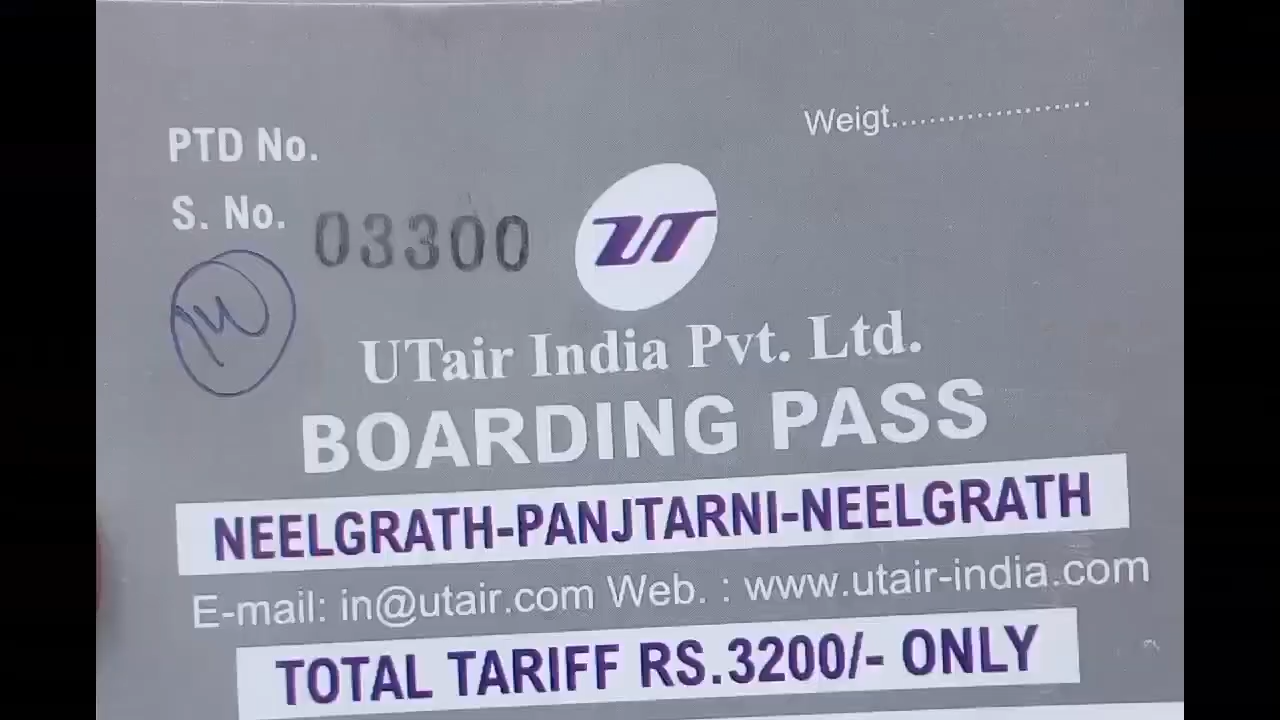 Weigt.....................
PTD No.
S. No. 03300
UT
UTair India Pvt. Ltd.
BOARDING PASS
NEELGRATH-PANJTARNI-NEELGRATH
E-mail: in@utair.com Web. : www.utair-india.com
TOTAL TARIFF RS.3200/- ONLY